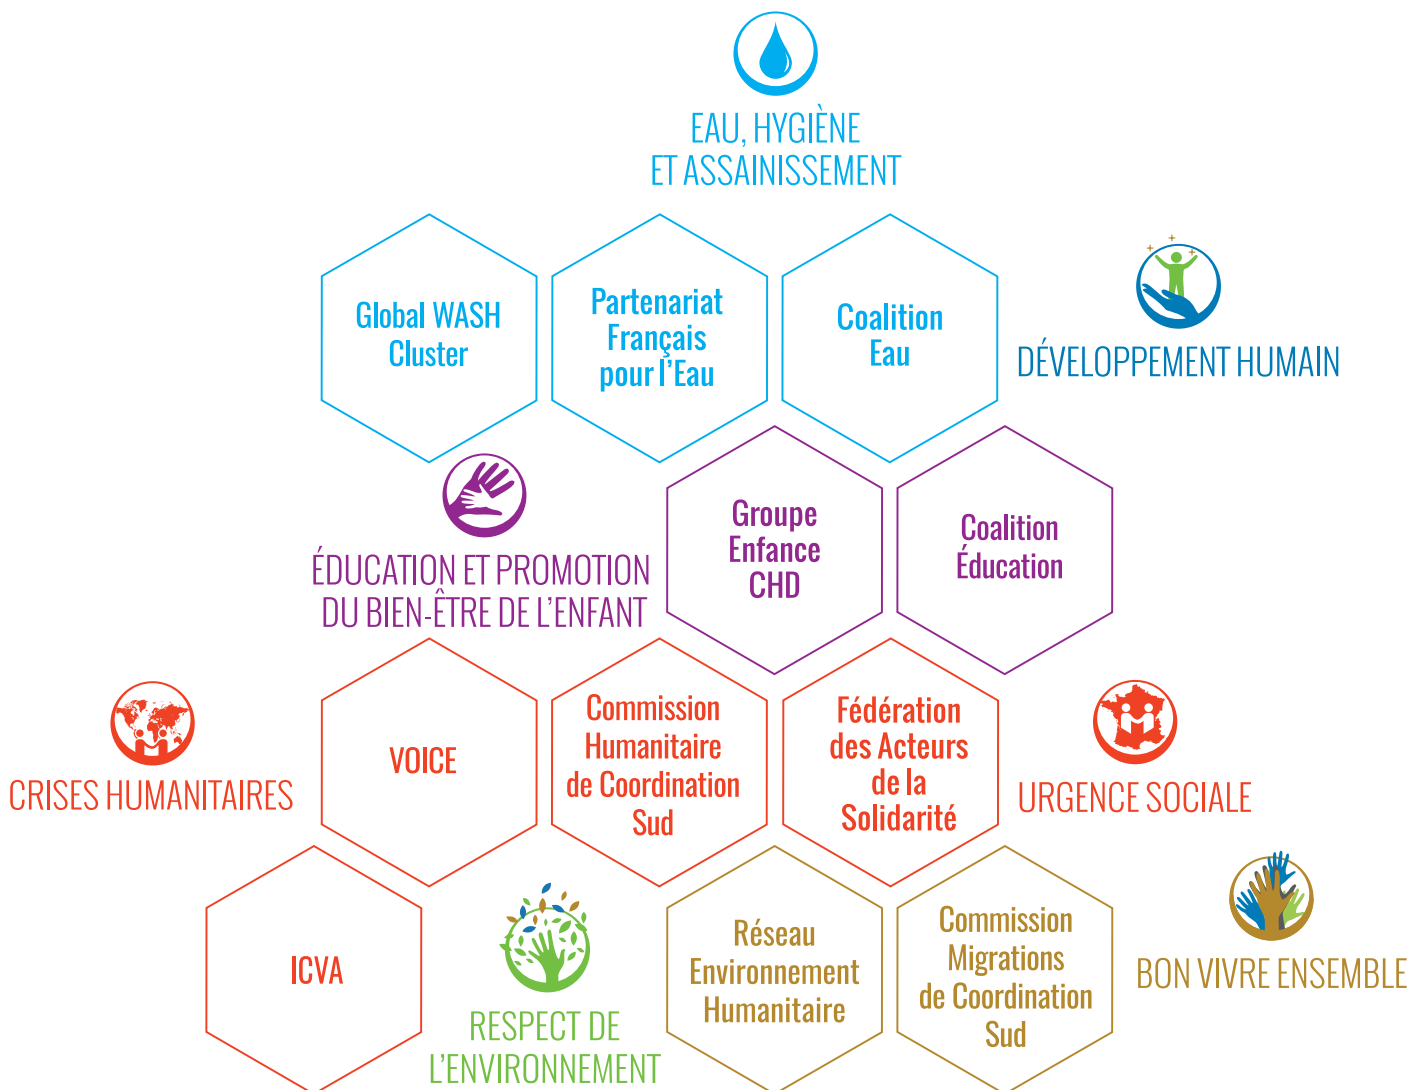 EAU, HYGIÈNE
ET ASSAINISSEMENT
Global WASH
Cluster
Partenariat
Français
pour l'Eau
Coalition
Eau
DÉVELOPPEMENT HUMAIN
ÉDUCATION ET PROMOTION
DU BIEN-ÊTRE DE L'ENFANT
Groupe
Enfance
CHD
Coalition
Éducation
CRISES HUMANITAIRES
VOICE
Commission
Humanitaire
de Coordination
Sud
Fédération
des Acteurs
de la
Solidarité
URGENCE SOCIALE
ICVA
RESPECT DE
L'ENVIRONNEMENT
Réseau
Environnement
Humanitaire
Commission
Migrations
de Coordination
Sud
BON VIVRE ENSEMBLE